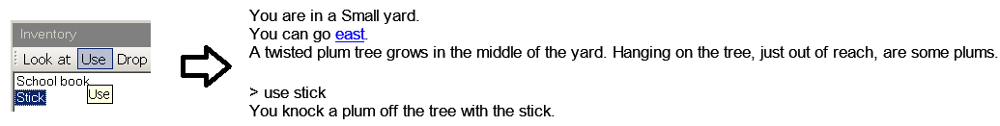 Inventory
Look at Use Drop
School book
Stick
Use
You are in a Small yard.
You can go east.
A twisted plum tree grows in the middle of the yard. Hanging on the tree, just out of reach, are some plums.
> use stick
You knock a plum off the tree with the stick.